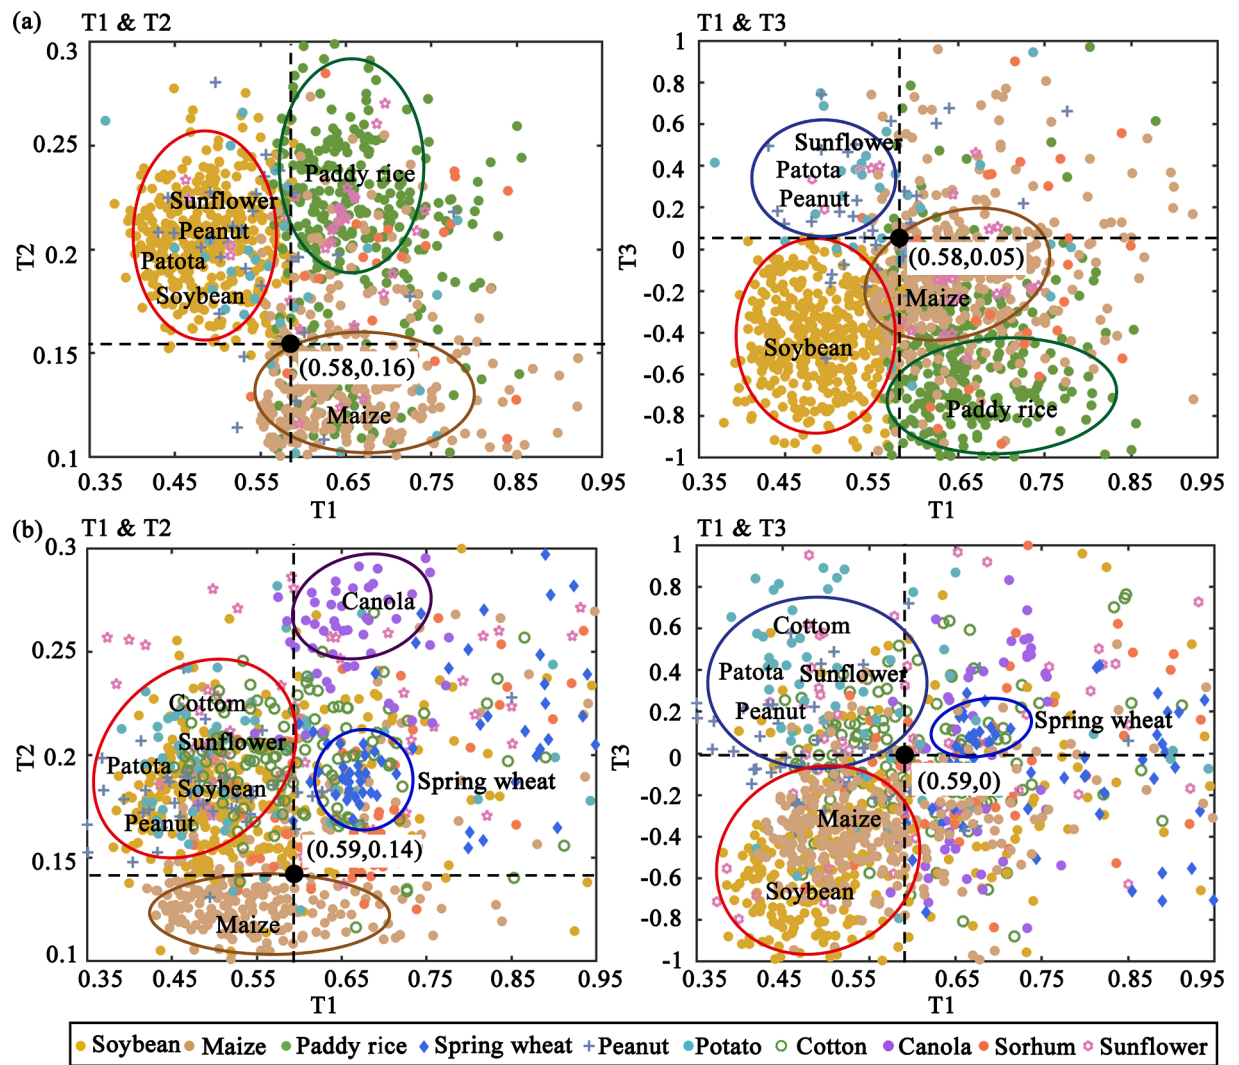 (a) T1 & T2
0.3
0.25
0.2
0.15
0.1
T2
Sunflower
Peanut
Patota
Soybean
Paddy rice
(0.58,0.16)
Maize
0.35 0.45 0.55 0.65 0.75 0.85 0.95
T1
T1 & T3
1
0.8
0.6
0.4
0.2
0
-0.2
-0.4
-0.6
-0.8
-1
T3
Sunflower
Patota
Peanut
(0.58,0.05)
Maize
Soybean
Paddy rice
0.35 0.45 0.55 0.65 0.75 0.85 0.95
T1
(b) T1 & T2
0.3
0.25
0.2
0.15
0.1
T2
Canola
Cottom
Sunflower
Patota
Soybean
Peanut
Spring wheat
(0.59,0.14)
Maize
0.35 0.45 0.55 0.65 0.75 0.85 0.95
T1
T1 & T3
1
0.8
0.6
0.4
0.2
0
-0.2
-0.4
-0.6
-0.8
-1
T3
Cottom
Patota
Sunflower
Peanut
Spring wheat
(0.59,0)
Maize
Soybean
0.35 0.45 0.55 0.65 0.75 0.85 0.95
T1
Soybean Maize Paddy rice Spring wheat Peanut Potato Cotton Canola Sorhum Sunflower